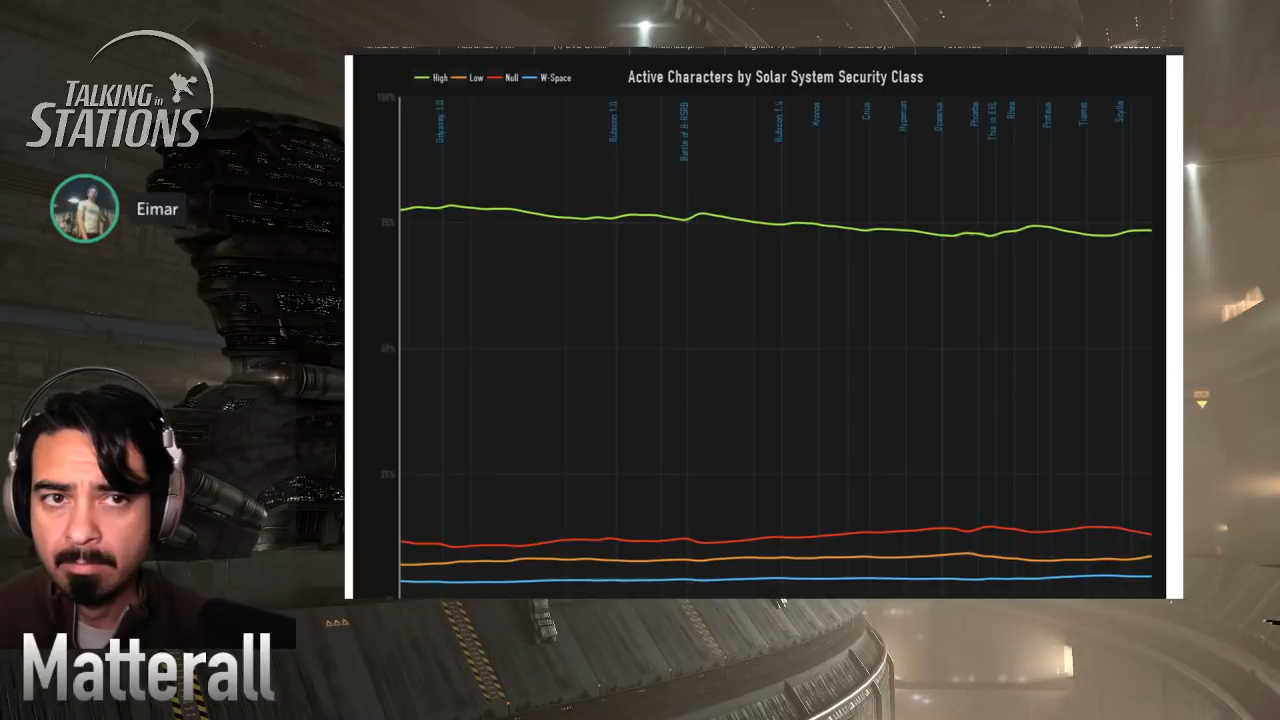 TALKING in
STATIONS
Eimar
Matterall
Active Characters by Solar System Security Class
High Low Null W-Space
100%
75%
50%
25%
Odyssey 1.0
Rubicon 1.0
Battle of B-R5RB
Rubicon 1.4
Kronos
Crius
Hyperion
Oceanus
Phoebe
This is EVE
Rhea
Proteus
Tiamat
Scylla